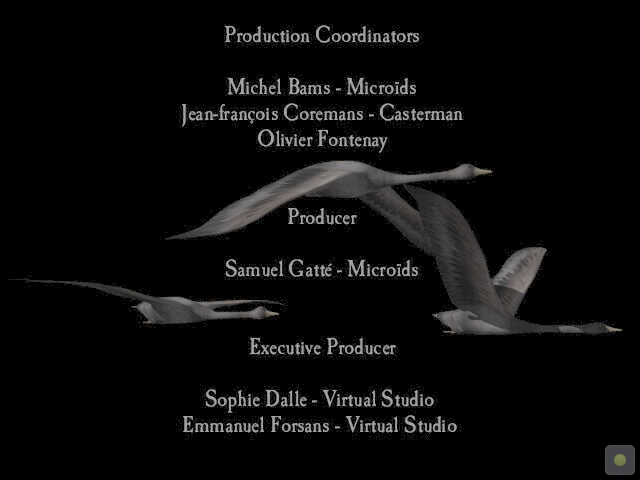 Production Coordinators
Michel Bams - Microïds
Jean-françois Coremans - Casterman
Olivier Fontenay
Producer
Samuel Gatté - Microïds
Executive Producer
Sophie Dalle - Virtual Studio
Emmanuel Forsans - Virtual Studio